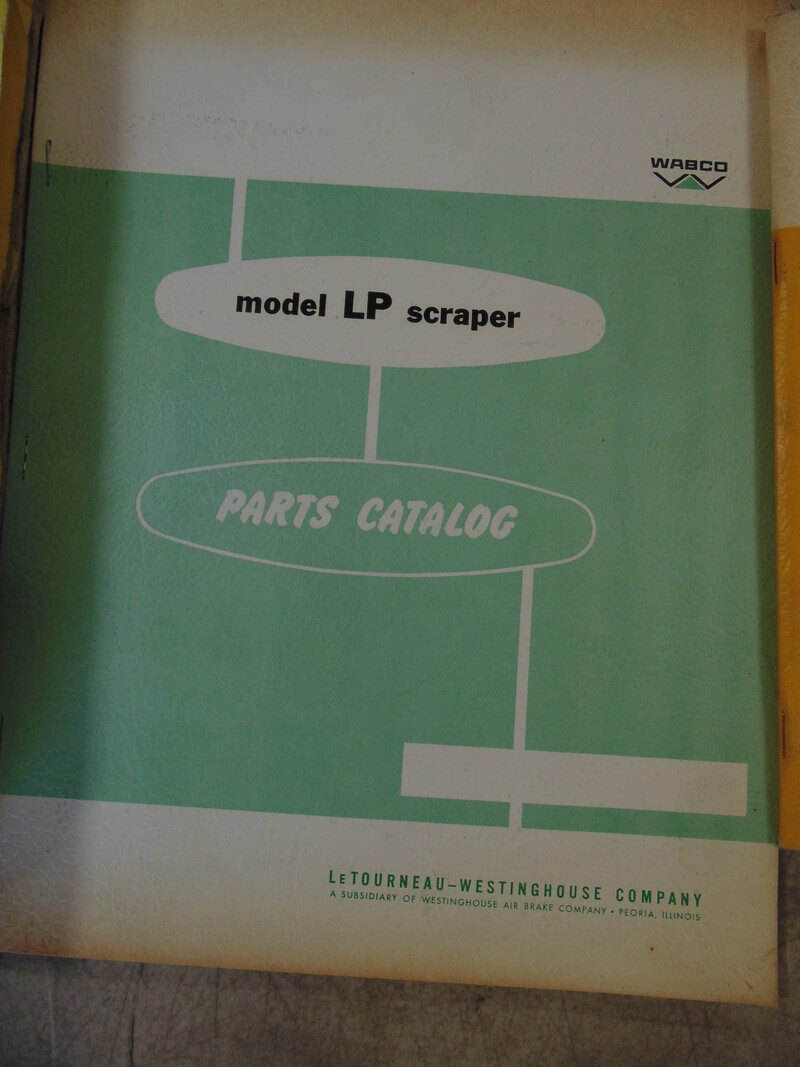 WABCO
model LP scraper
PARTS CATALOG
LeTOURNEAU-WESTINGHOUSE COMPANY
A SUBSIDIARY OF WESTINGHOUSE AIR BRAKE COMPANY • PEORIA, ILLINOIS